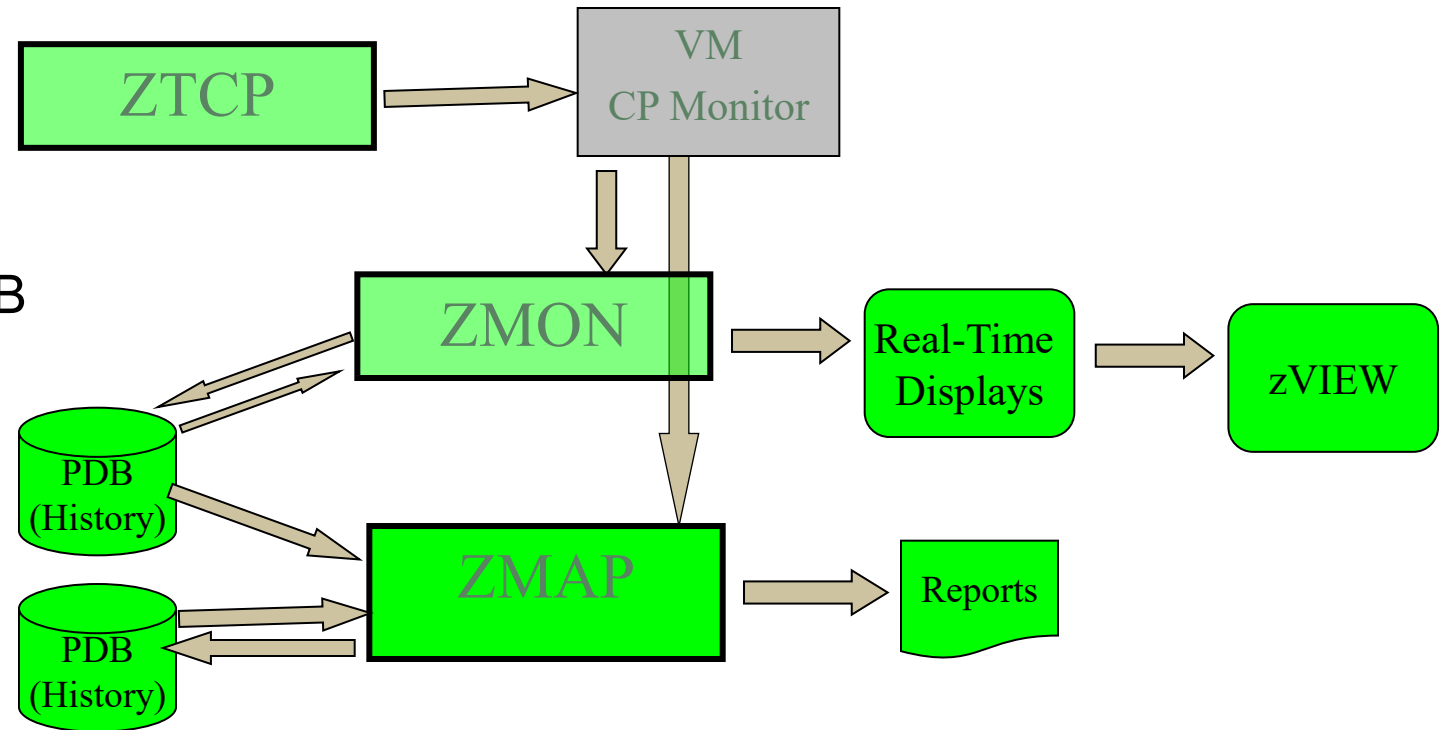 ZTCP
VM
CP Monitor
B
ZMON
Real-Time
Displays
zVIEW
PDB
(History)
ZMAP
Reports
PDB
(History)